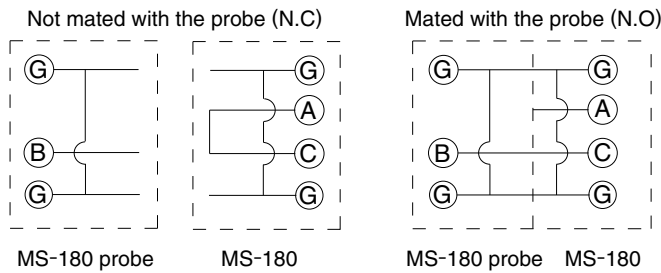 Not mated with the probe (N.C)
Mated with the probe (N.O)
G
G
G
G
A
A
B
C
B
C
G
G
G
G
MS-180 probe
MS-180
MS-180 probe
MS-180